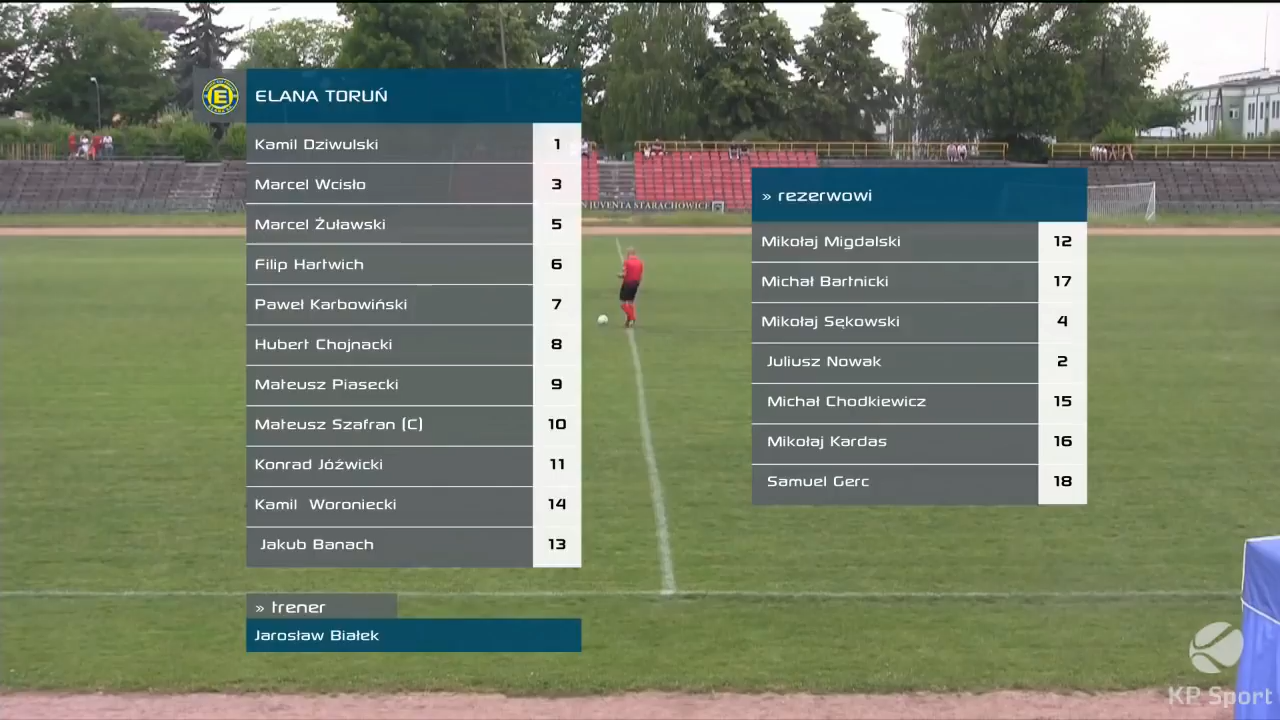 ELANA TORUŃ
Kamil Dziwulski 1
Marcel Wcisło 3
Marcel Żuławski 5
Filip Hartwich 6
Paweł Karbowiński 7
Hubert Chojnacki 8
Mateusz Piasecki 9
Mateusz Szafran (C) 10
Konrad Jóźwicki 11
Kamil Woroniecki 14
Jakub Banach 13
» trener
Jarosław Białek
» rezerwowi
Mikołaj Migdalski 12
Michał Bartnicki 17
Mikołaj Sękowski 4
Juliusz Nowak 2
Michał Chodkiewicz 15
Mikołaj Kardas 16
Samuel Gerc 18
JUVENTA STARACHOWICE
KP Sport